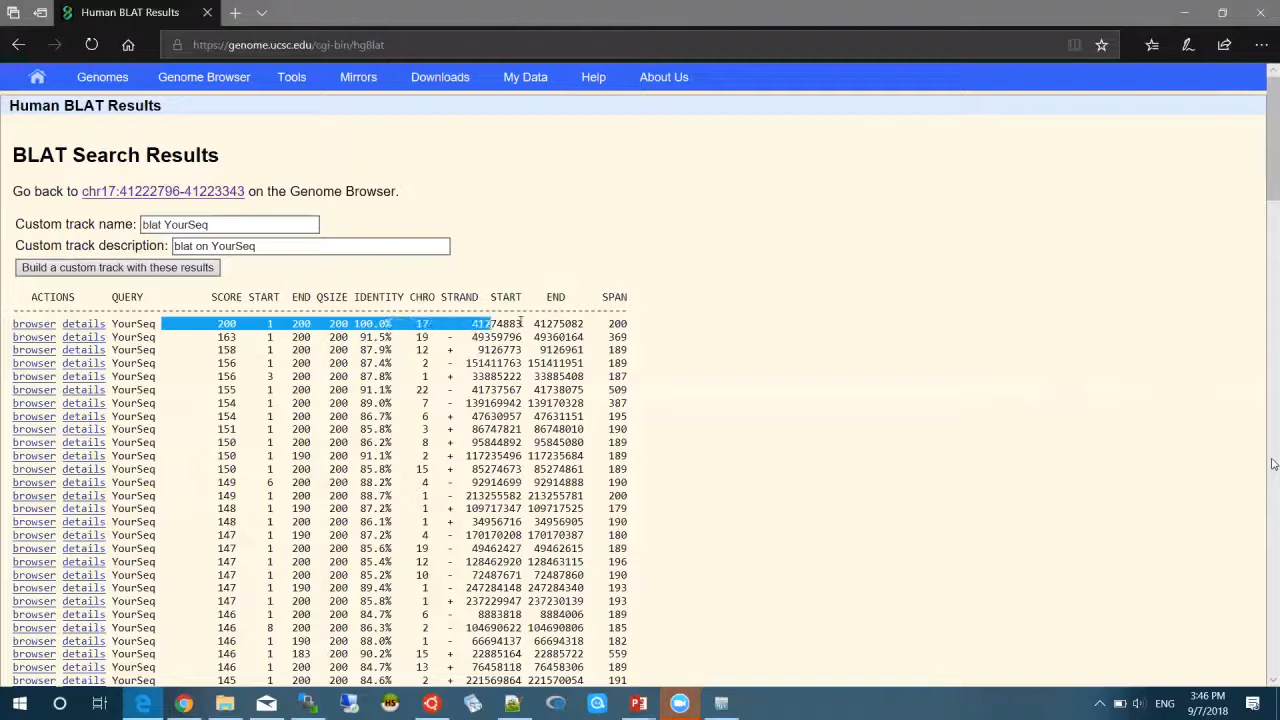 Human BLAT Results
https://genome.ucsc.edu/cgi-bin/hgBlat
Genomes Genome Browser Tools Mirrors Downloads My Data Help About Us
Human BLAT Results
BLAT Search Results
Go back to chr17:41222796-41223343 on the Genome Browser.
Custom track name: blat YourSeq
Custom track description: blat on YourSeq
Build a custom track with these results
ACTIONS QUERY SCORE START END QSIZE IDENTITY CHRO STRAND START END SPAN
browser details YourSeq 200 1 200 200 100.0% 17 41274883 41275082 200
browser details YourSeq 163 1 200 200 91.5% 19 - 49359796 49360164 369
browser details YourSeq 158 1 200 200 87.9% 12 + 9126773 9126961 189
browser details YourSeq 156 1 200 200 87.4% 2 - 151411763 151411951 189
browser details YourSeq 156 3 200 200 87.8% 1 + 33885222 33885408 187
browser details YourSeq 155 1 200 200 91.1% 22 - 41737567 41738075 509
browser details YourSeq 154 1 200 200 89.0% 7 - 139169942 139170328 387
browser details YourSeq 154 1 200 200 86.7% 6 + 47630957 47631151 195
browser details YourSeq 151 1 200 200 85.8% 3 + 86747821 86748010 190
browser details YourSeq 150 1 200 200 86.2% 8 + 95844892 95845080 189
browser details YourSeq 150 1 190 200 91.1% 2 + 117235496 117235684 189
browser details YourSeq 150 1 200 200 85.8% 15 + 85274673 85274861 189
browser details YourSeq 149 6 200 200 88.2% 4 - 92914699 92914888 190
browser details YourSeq 149 1 200 200 88.7% 1 - 213255582 213255781 200
browser details YourSeq 148 1 190 200 87.2% 1 + 109717347 109717525 179
browser details YourSeq 148 1 200 200 86.1% 1 + 34956716 34956905 190
browser details YourSeq 147 1 190 200 87.2% 4 - 170170208 170170387 180
browser details YourSeq 147 1 200 200 85.6% 19 - 49462427 49462615 189
browser details YourSeq 147 1 200 200 85.4% 12 - 128462920 128463115 196
browser details YourSeq 147 1 200 200 85.2% 10 - 72487671 72487860 190
browser details YourSeq 147 1 190 200 89.4% 1 - 247284148 247284340 193
browser details YourSeq 147 1 200 200 85.8% 1 + 237229947 237230139 193
browser details YourSeq 146 1 200 200 84.7% 6 - 8883818 8884006 189
browser details YourSeq 146 8 200 200 86.3% 2 - 104690622 104690806 185
browser details YourSeq 146 1 190 200 88.0% 1 - 66694137 66694318 182
browser details YourSeq 146 1 183 200 90.2% 15 + 22885164 22885722 559
browser details YourSeq 146 1 200 200 84.7% 13 + 76458118 76458306 189
browser details YourSeq 145 1 200 200 84.6% 2 + 221569864 221570054 191
ENG
3:46 PM
9/7/2018